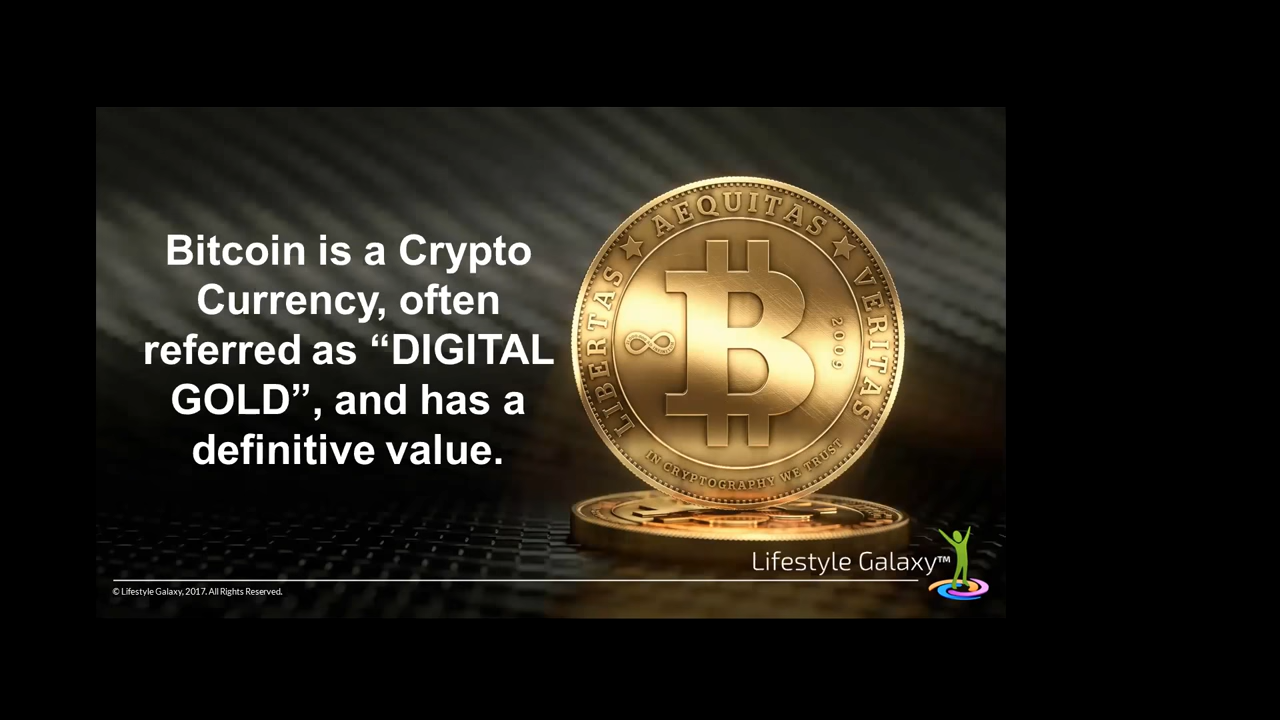 Bitcoin is a Crypto
Currency, often
referred as “DIGITAL
GOLD”, and has a
definitive value.
LIBERTAS ★ AEQUITAS ★ VERITAS
2009
IN CRYPTOGRAPHY WE TRUST
Lifestyle Galaxy™
© Lifestyle Galaxy, 2017. All Rights Reserved.